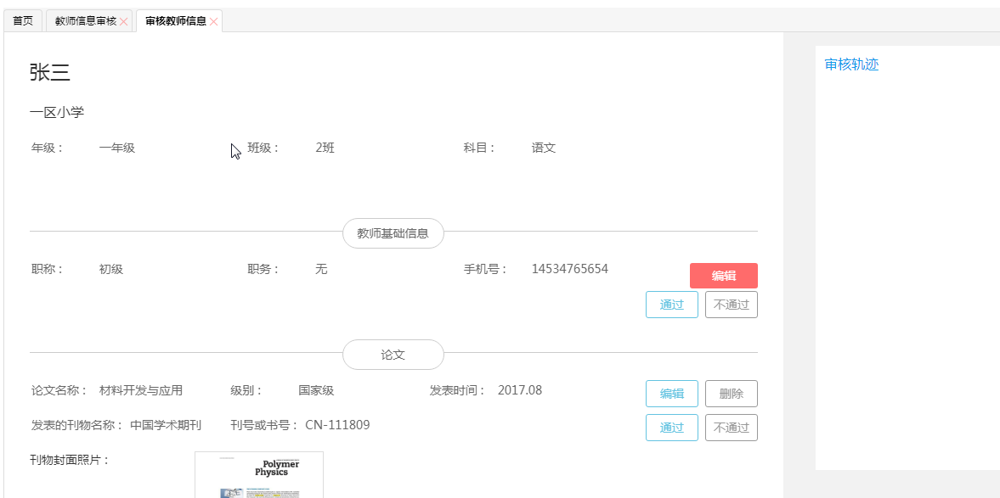 首页 教师信息审核 审核教师信息
张三
审核轨迹
一区小学
年级： 一年级 班级： 2班 科目： 语文
教师基础信息
职称： 初级 职务： 无 手机号： 14534765654 编辑
通过 不通过
论文
论文名称： 材料开发与应用 级别： 国家级 发表时间： 2017.08 编辑 删除
发表的刊物名称： 中国学术期刊 刊号或书号： CN-111809 通过 不通过
刊物封面照片：
Polymer
Physics